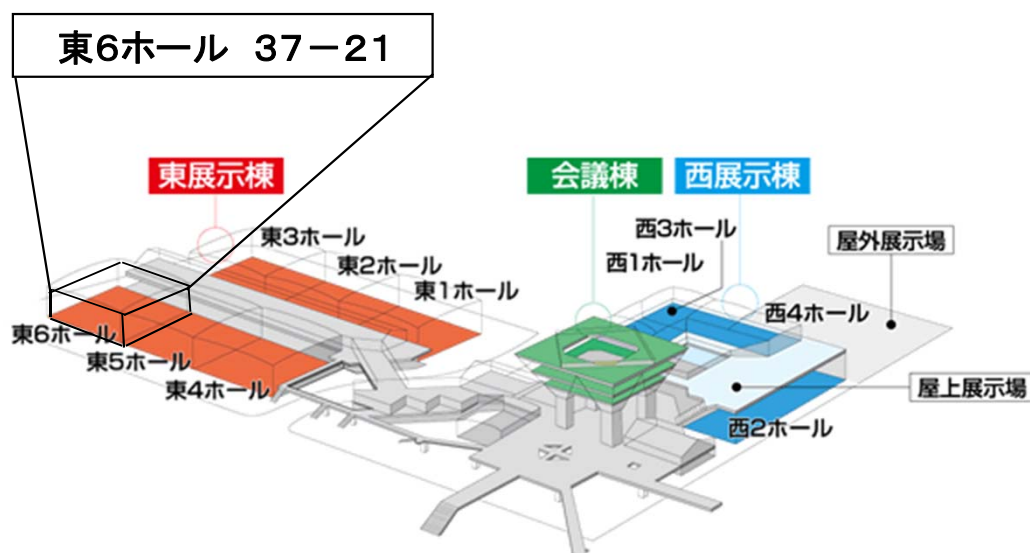 東6ホール 37－21
東展示棟
会議棟
西展示棟
東3ホール
東2ホール
東1ホール
東6ホール
東5ホール
東4ホール
西3ホール
西1ホール
西4ホール
屋外展示場
屋上展示場
西2ホール